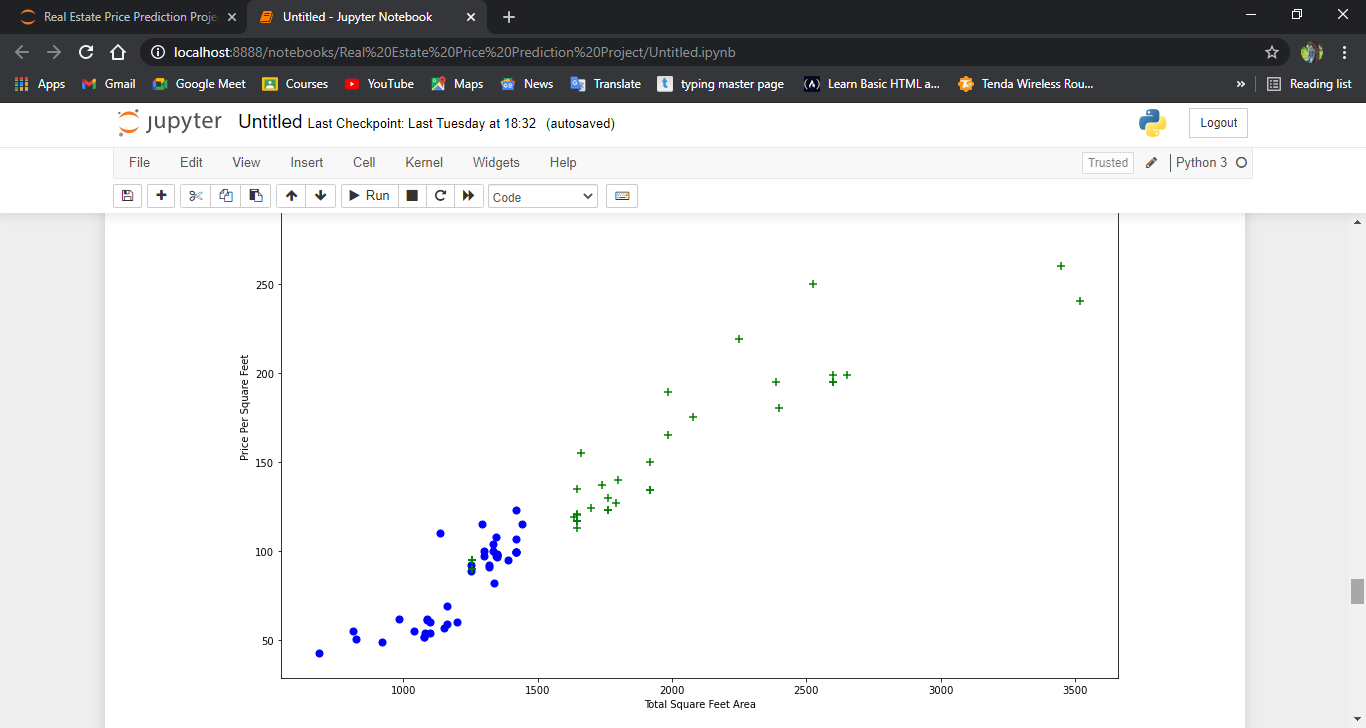 Real Estate Price Prediction Proje
Untitled - Jupyter Notebook
localhost:8888/notebooks/Real%20Estate%20Price%20Prediction%20Project/Untitled.ipynb
Apps Gmail Google Meet Courses YouTube Maps News Translate typing master page Learn Basic HTML a... Tenda Wireless Rou... » Reading list
jupyter Untitled Last Checkpoint: Last Tuesday at 18:32 (autosaved) Logout
File Edit View Insert Cell Kernel Widgets Help Trusted Python 3
Run Code
250
200
150
100
50
Price Per Square Feet
1000 1500 2000 2500 3000 3500
Total Square Feet Area